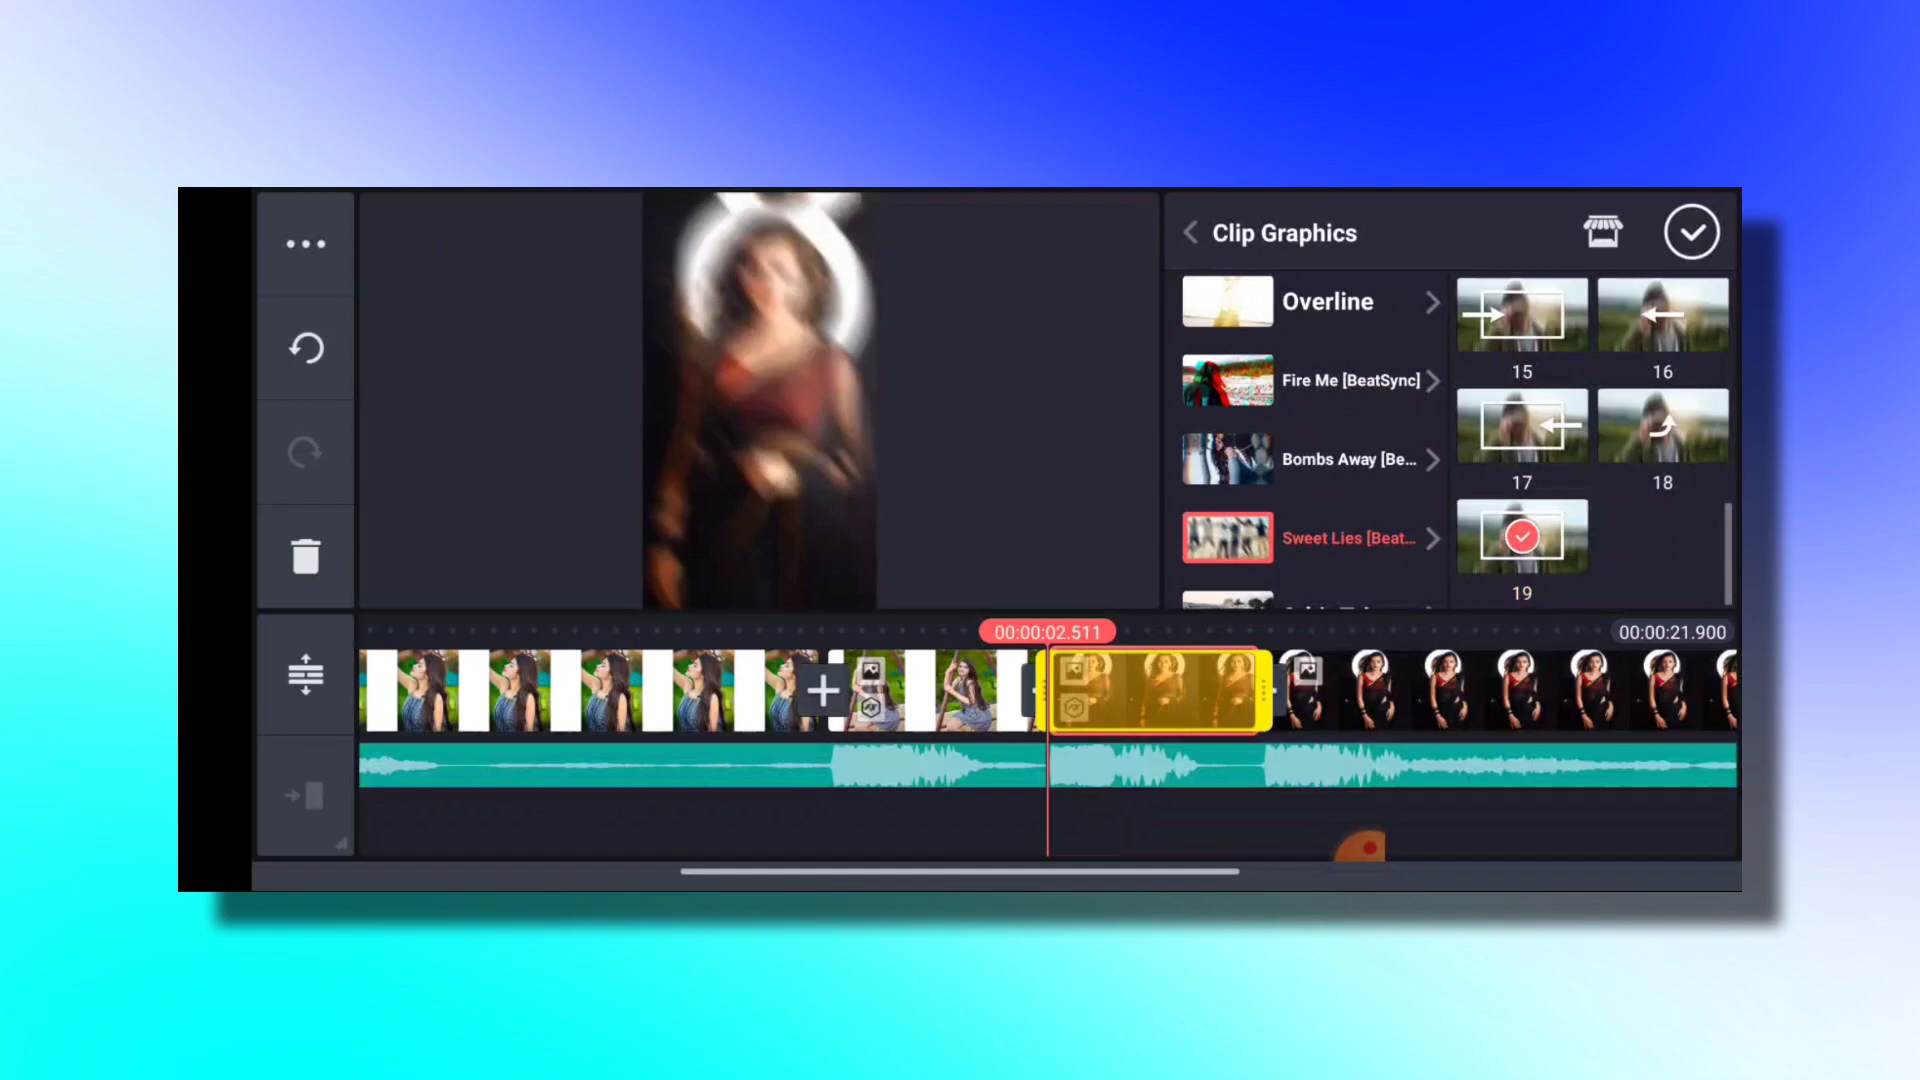 Clip Graphics
Overline
Fire Me [BeatSync]
Bombs Away [Be...
Sweet Lies [Beat...
15
16
17
18
19
00:00:02.511
00:00:21.900